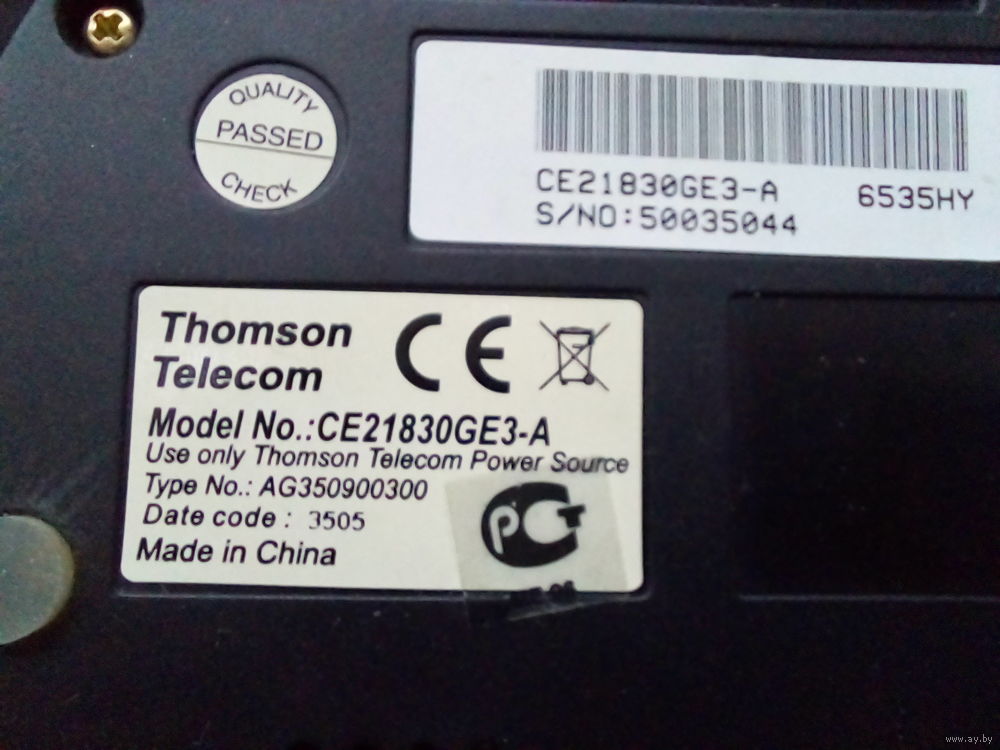 QUALITY
PASSED
CHECK
CE21830GE3-A 6535HY
S/NO:50035044
Thomson
Telecom
CE
Model No.:CE21830GE3-A
Use only Thomson Telecom Power Source
Type No.: AG350900300
Date code : 3505
Made in China
www.ay.by